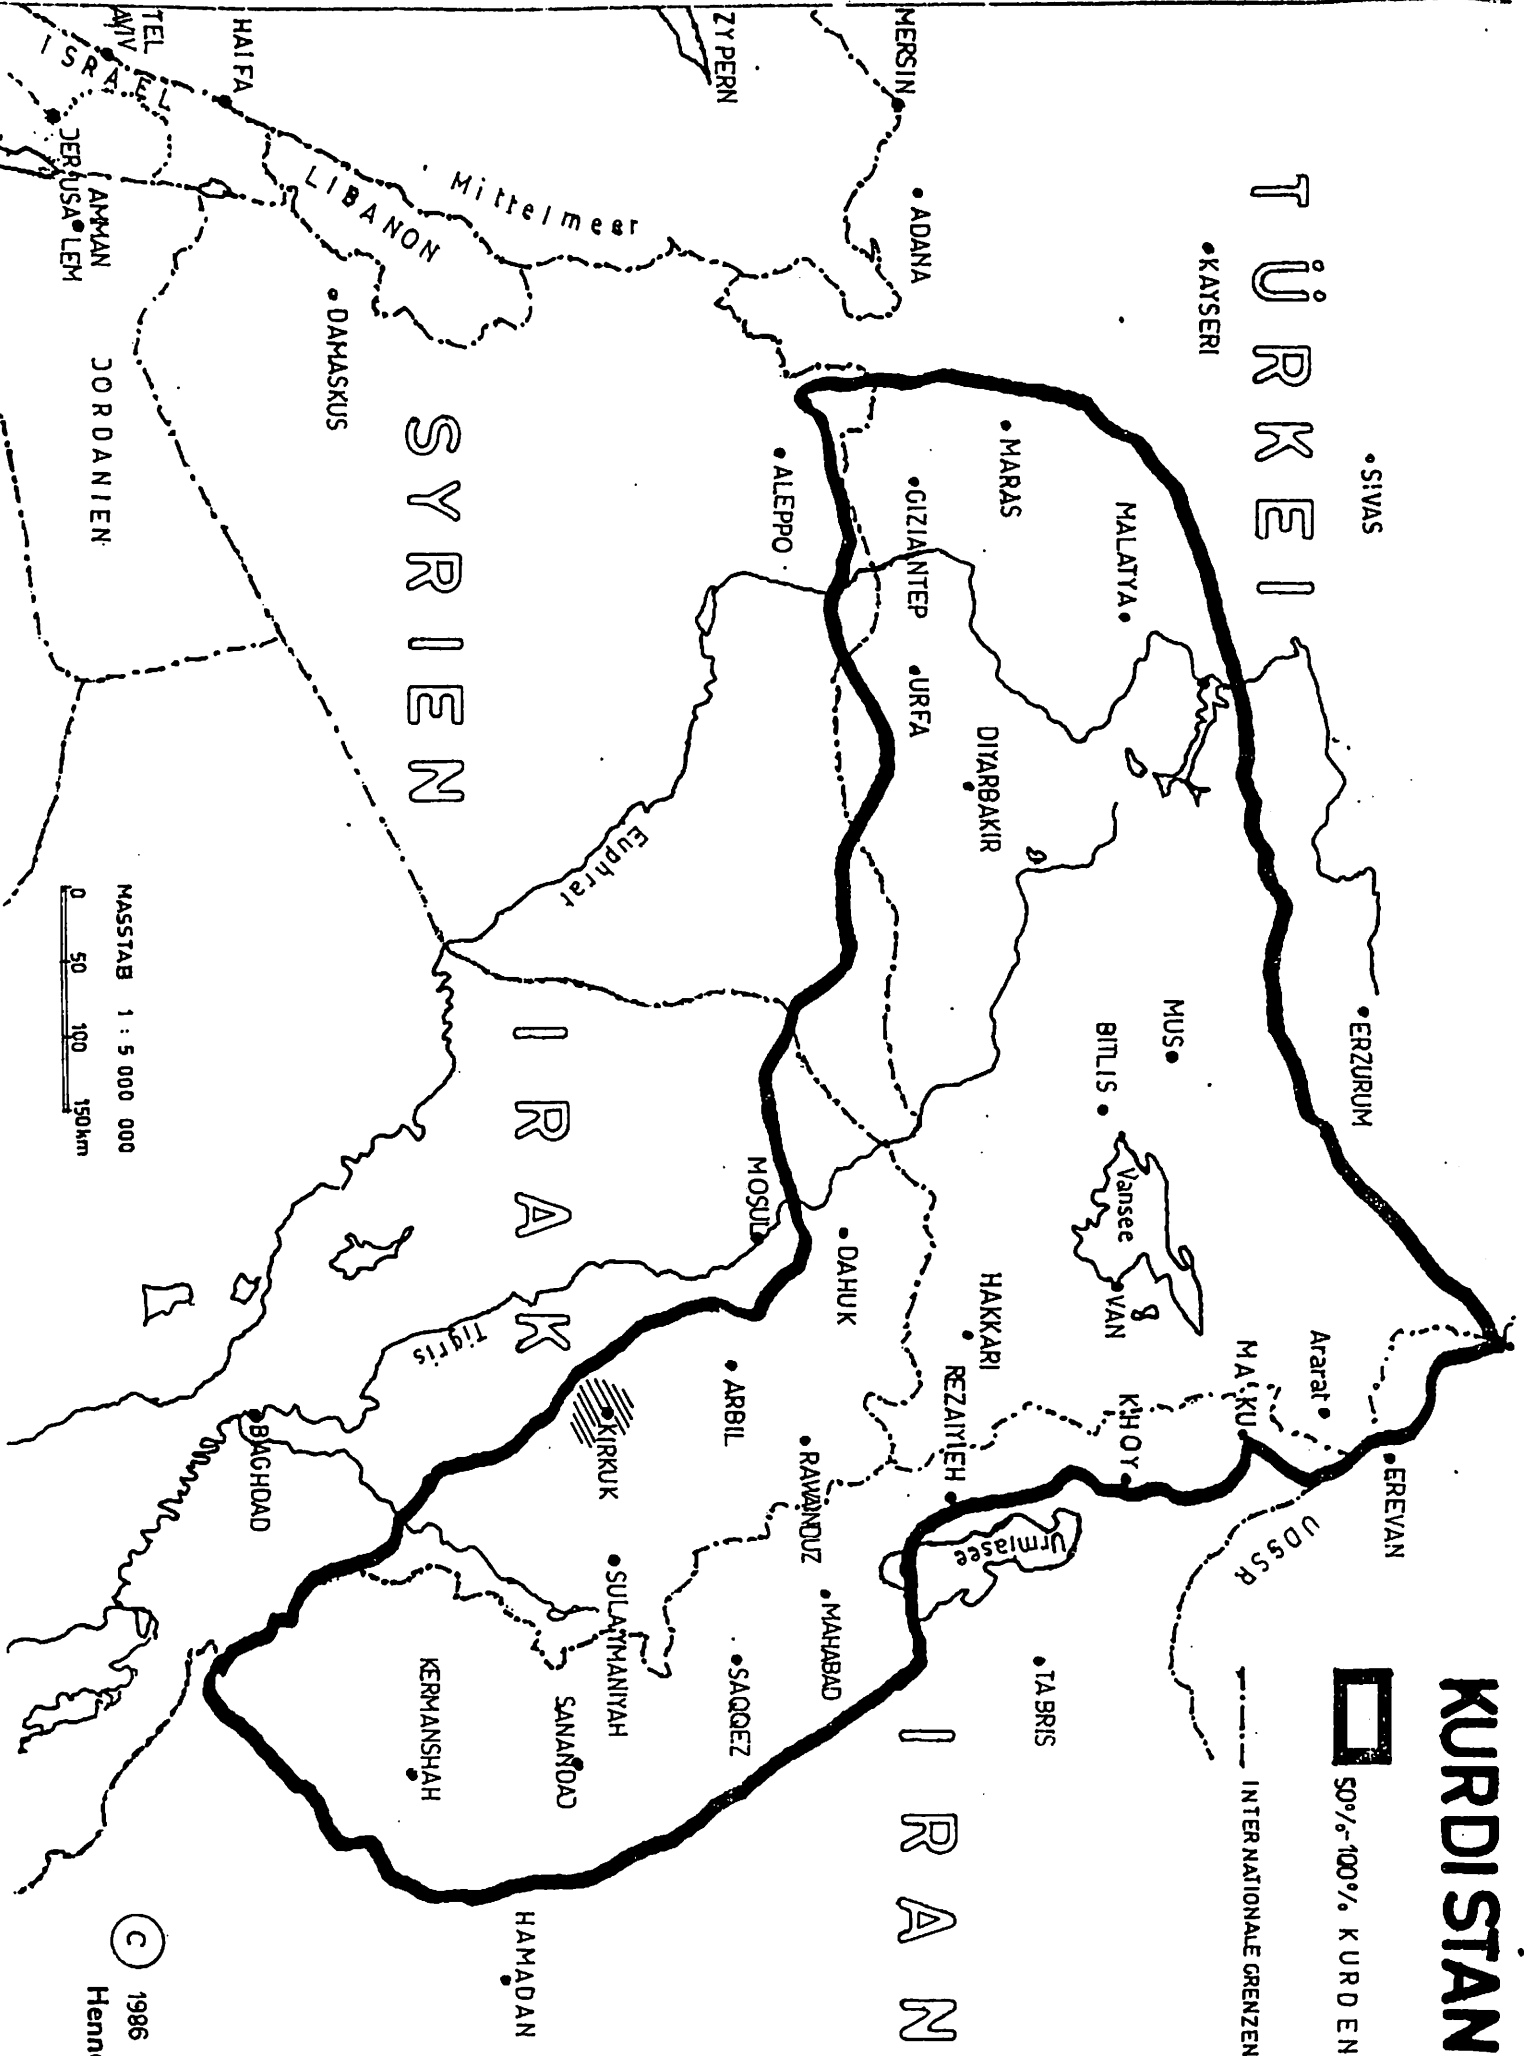 KURDISTAN
50%-100% KURDEN
INTERNATIONALE GRENZEN
TÜRKEI
SIVAS
KAYSERI
ERZURUM
MALATYA
MUS
BITLIS
Vansee
VAN
Ararat
EREVAN
UDSSR
MA'KU
K'HOY
MARAS
DIYARBAKIR
HAKKARI
REZAIYIEH
Urmiasee
TABRIS
MERSIN
ADANA
GIZIANTEP
URFA
DAHUK
RAWANDUZ
MAHABAD
IRAN
ZYPERN
ALEPPO
MOSUL
ARBIL
SAQQEZ
Mittelmeer
Euphrat
KIRKUK
SULAYMANIYAH
SANANDAJ
IRAK
SYRIEN
Tigris
KERMANSHAH
HAMADAN
LIBANON
DAMASKUS
HAIFA
BAGHDAD
TEL
AVIV
ISRAEL
JERUSALEM
AMMAN
JORDANIEN
MASSTAB 1 : 5 000 000
0 50 100 150km
C 1986